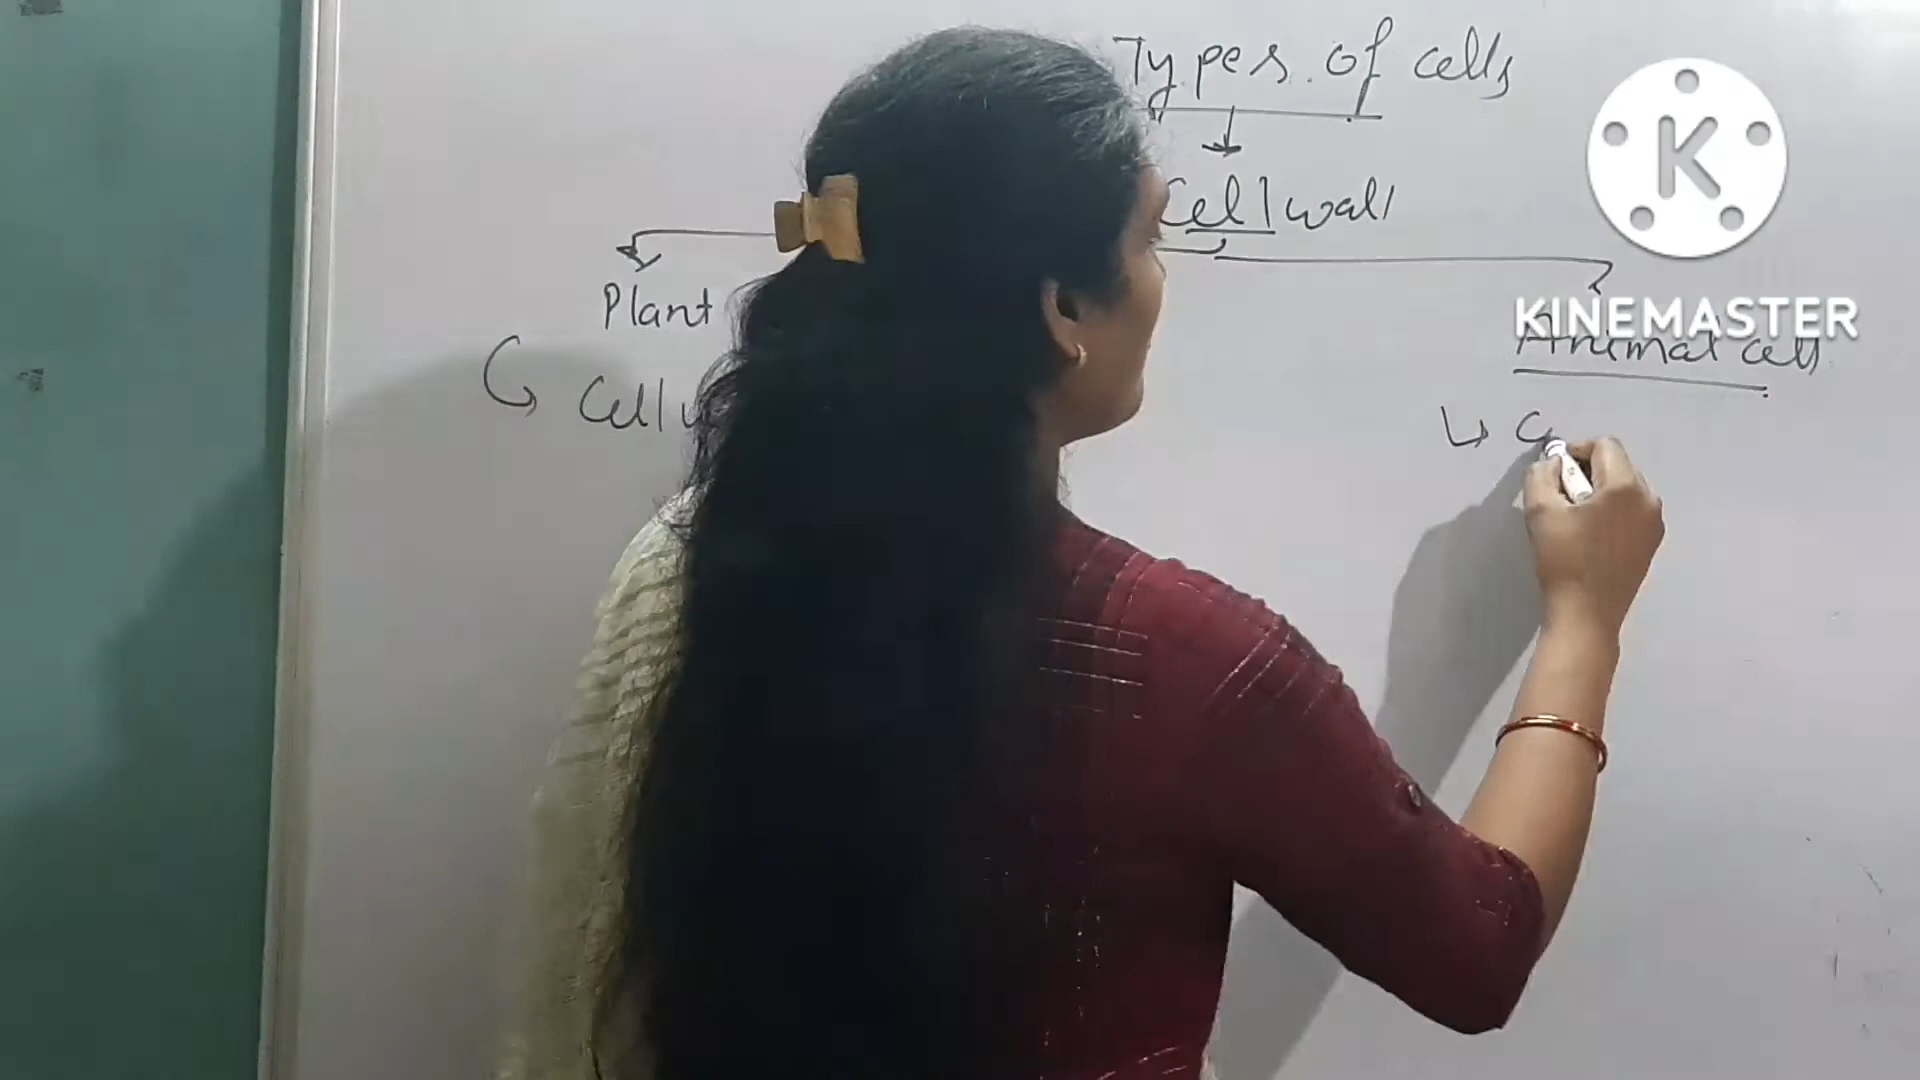 Types of cells
Cell wall
Plant
Animal cell
Cell
KINEMASTER